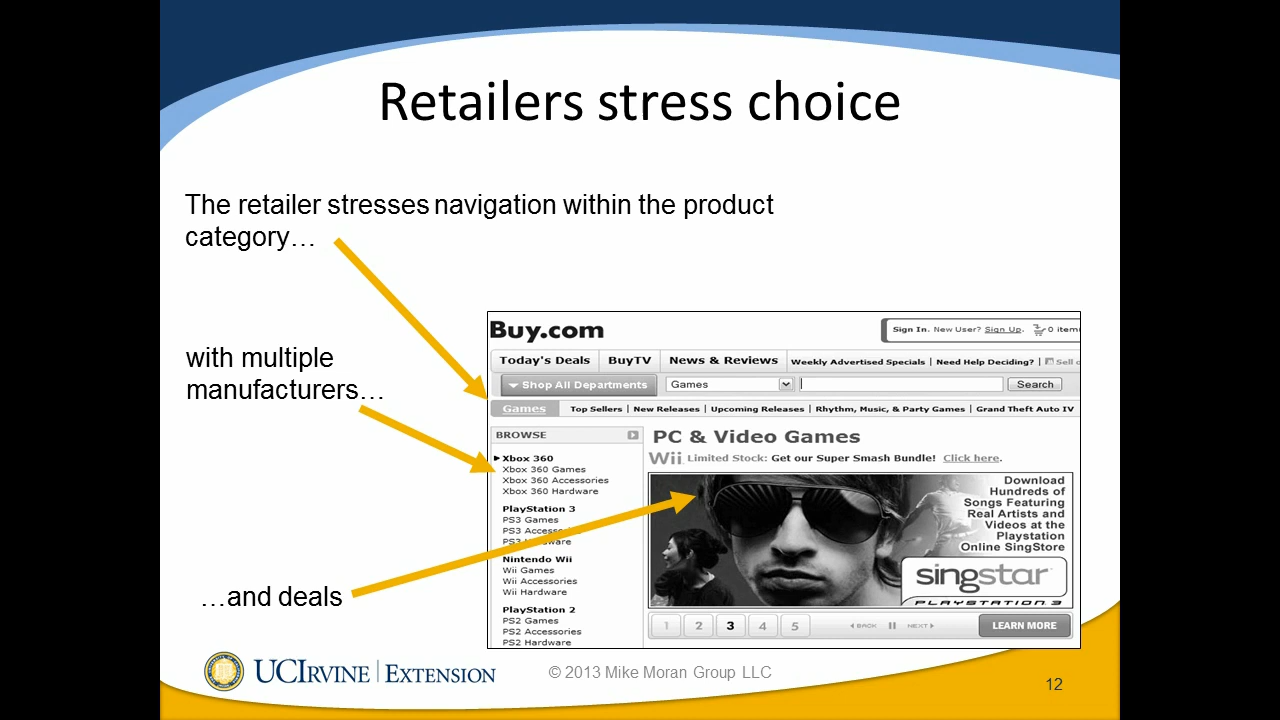 Retailers stress choice
The retailer stresses navigation within the product
category…
with multiple
manufacturers…
…and deals
Buy.com
Sign In. New User? Sign Up. 0 item
Today's Deals BuyTV News & Reviews Weekly Advertised Specials | Need Help Deciding? | Sell
Shop All Departments Games Search
Games Top Sellers | New Releases | Upcoming Releases | Rhythm, Music, & Party Games | Grand Theft Auto IV
BROWSE
Xbox 360
Xbox 360 Games
Xbox 360 Accessories
Xbox 360 Hardware
PlayStation 3
PS3 Games
PS3 Accessories
PS3 Hardware
Nintendo Wii
Wii Games
Wii Accessories
Wii Hardware
PlayStation 2
PS2 Games
PS2 Accessories
PS2 Hardware
PC & Video Games
Wii Limited Stock: Get our Super Smash Bundle! Click here.
Download
Hundreds of
Songs Featuring
Real Artists and
Videos at the
Playstation
Online SingStore
singstar
PLAYSTATION 3
1 2 3 4 5 BACK NEXT LEARN MORE
UCIRVINE | EXTENSION
© 2013 Mike Moran Group LLC
12